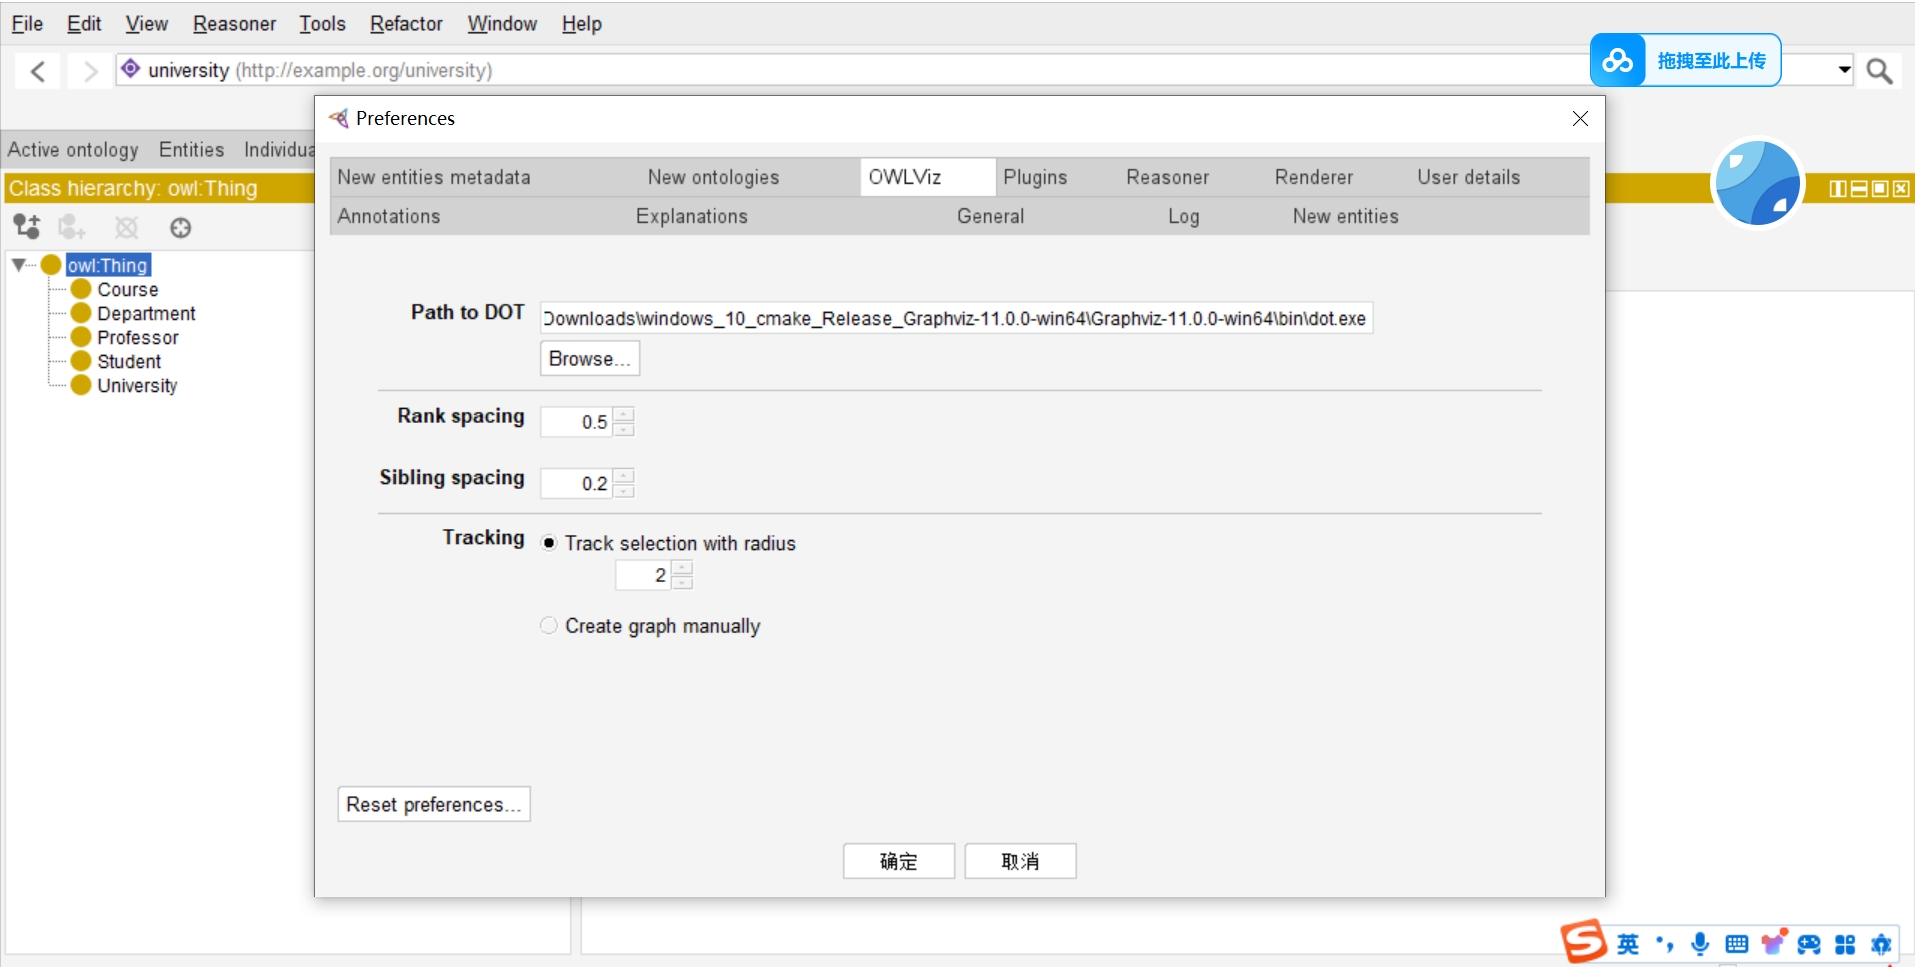 File Edit View Reasoner Tools Refactor Window Help
university (http://example.org/university)
拖拽至此上传
Preferences
Active ontology Entities
New entities metadata New ontologies OWLViz Plugins Reasoner Renderer User details
Class hierarchy: owl:Thing
Annotations Explanations General Log New entities
owl:Thing
Course
Department
Professor
Student
University
Path to DOT
Downloads\windows_10_cmake_Release_Graphviz-11.0.0-win64\Graphviz-11.0.0-win64\bin\dot.exe
Browse...
Rank spacing 0.5
Sibling spacing 0.2
Tracking Track selection with radius
2
Create graph manually
Reset preferences...
确定 取消
英